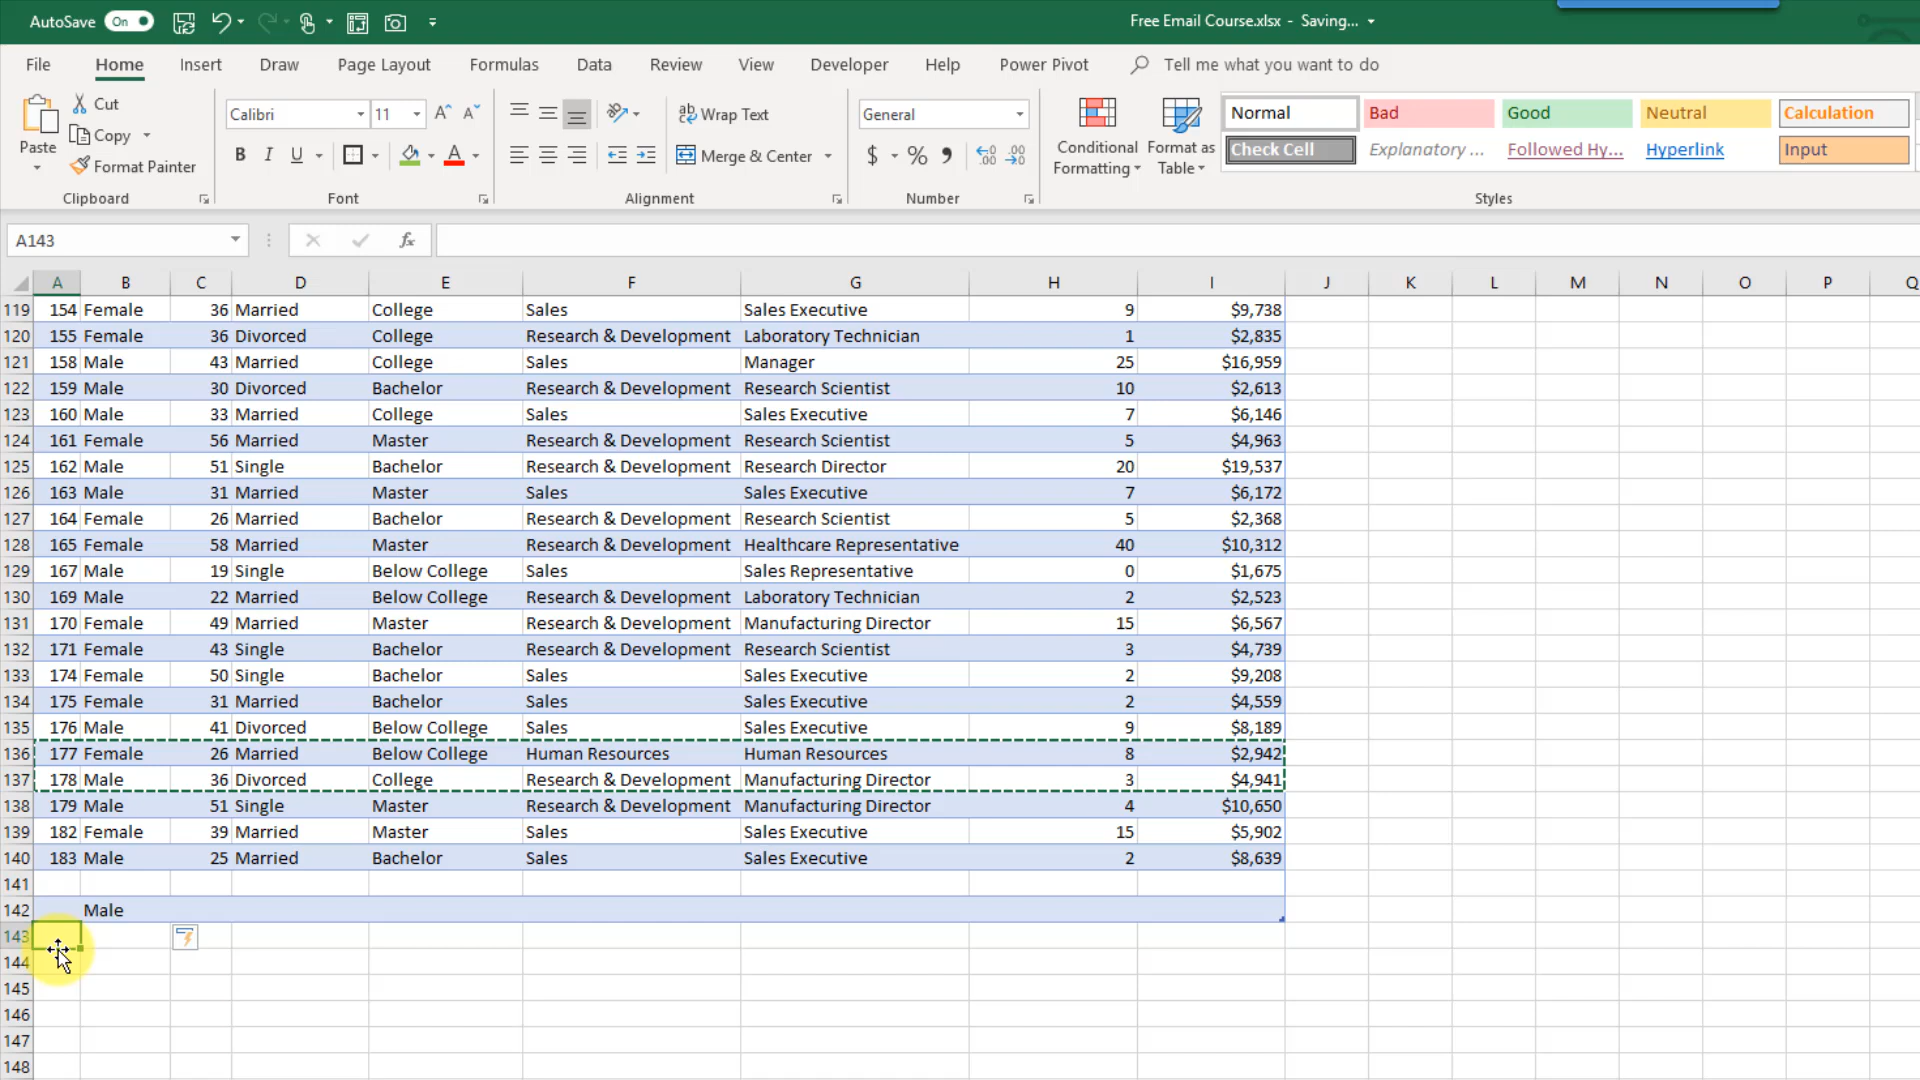 AutoSave On Free Email Course.xlsx - Saving...
File Home Insert Draw Page Layout Formulas Data Review View Developer Help Power Pivot Tell me what you want to do
Paste Cut Copy Format Painter
Calibri 11
B I U A
Wrap Text
Merge & Center
General
$ %
Conditional Formatting
Format as Table
Normal Bad Good Neutral Calculation
Check Cell Explanatory ... Followed Hy... Hyperlink Input
Clipboard Font Alignment Number Styles
A143 fx
A B C D E F G H I J K L M N O P Q
119 154 Female 36 Married College Sales Sales Executive 9 $9,738
120 155 Female 36 Divorced College Research & Development Laboratory Technician 1 $2,835
121 158 Male 43 Married College Sales Manager 25 $16,959
122 159 Male 30 Divorced Bachelor Research & Development Research Scientist 10 $2,613
123 160 Male 33 Married College Sales Sales Executive 7 $6,146
124 161 Female 56 Married Master Research & Development Research Scientist 5 $4,963
125 162 Male 51 Single Bachelor Research & Development Research Director 20 $19,537
126 163 Male 31 Married Master Sales Sales Executive 7 $6,172
127 164 Female 26 Married Bachelor Research & Development Research Scientist 5 $2,368
128 165 Female 58 Married Master Research & Development Healthcare Representative 40 $10,312
129 167 Male 19 Single Below College Sales Sales Representative 0 $1,675
130 169 Male 22 Married Below College Research & Development Laboratory Technician 2 $2,523
131 170 Female 49 Married Master Research & Development Manufacturing Director 15 $6,567
132 171 Female 43 Single Bachelor Research & Development Research Scientist 3 $4,739
133 174 Female 50 Single Bachelor Sales Sales Executive 2 $9,208
134 175 Female 31 Married Bachelor Sales Sales Executive 2 $4,559
135 176 Male 41 Divorced Below College Sales Sales Executive 9 $8,189
136 177 Female 26 Married Below College Human Resources Human Resources 8 $2,942
137 178 Male 36 Divorced College Research & Development Manufacturing Director 3 $4,941
138 179 Male 51 Single Master Research & Development Manufacturing Director 4 $10,650
139 182 Female 39 Married Master Sales Sales Executive 15 $5,902
140 183 Male 25 Married Bachelor Sales Sales Executive 2 $8,639
141
142 Male
143
144
145
146
147
148